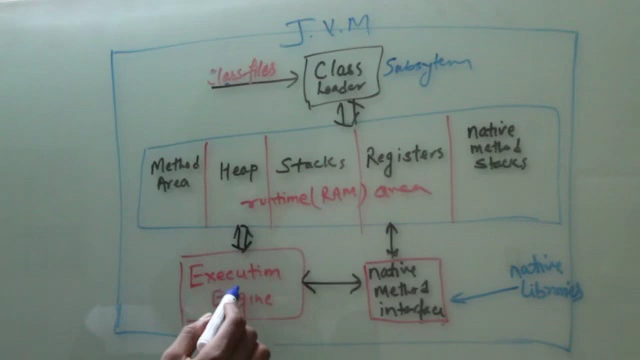 J.V.M
Class files
Class
Loader
Subsytem
Method
Area
Heap
Stacks
Registers
native
method
stacks
runtime(RAM) area
Execution
Engine
native
method
interface
native
Libraries